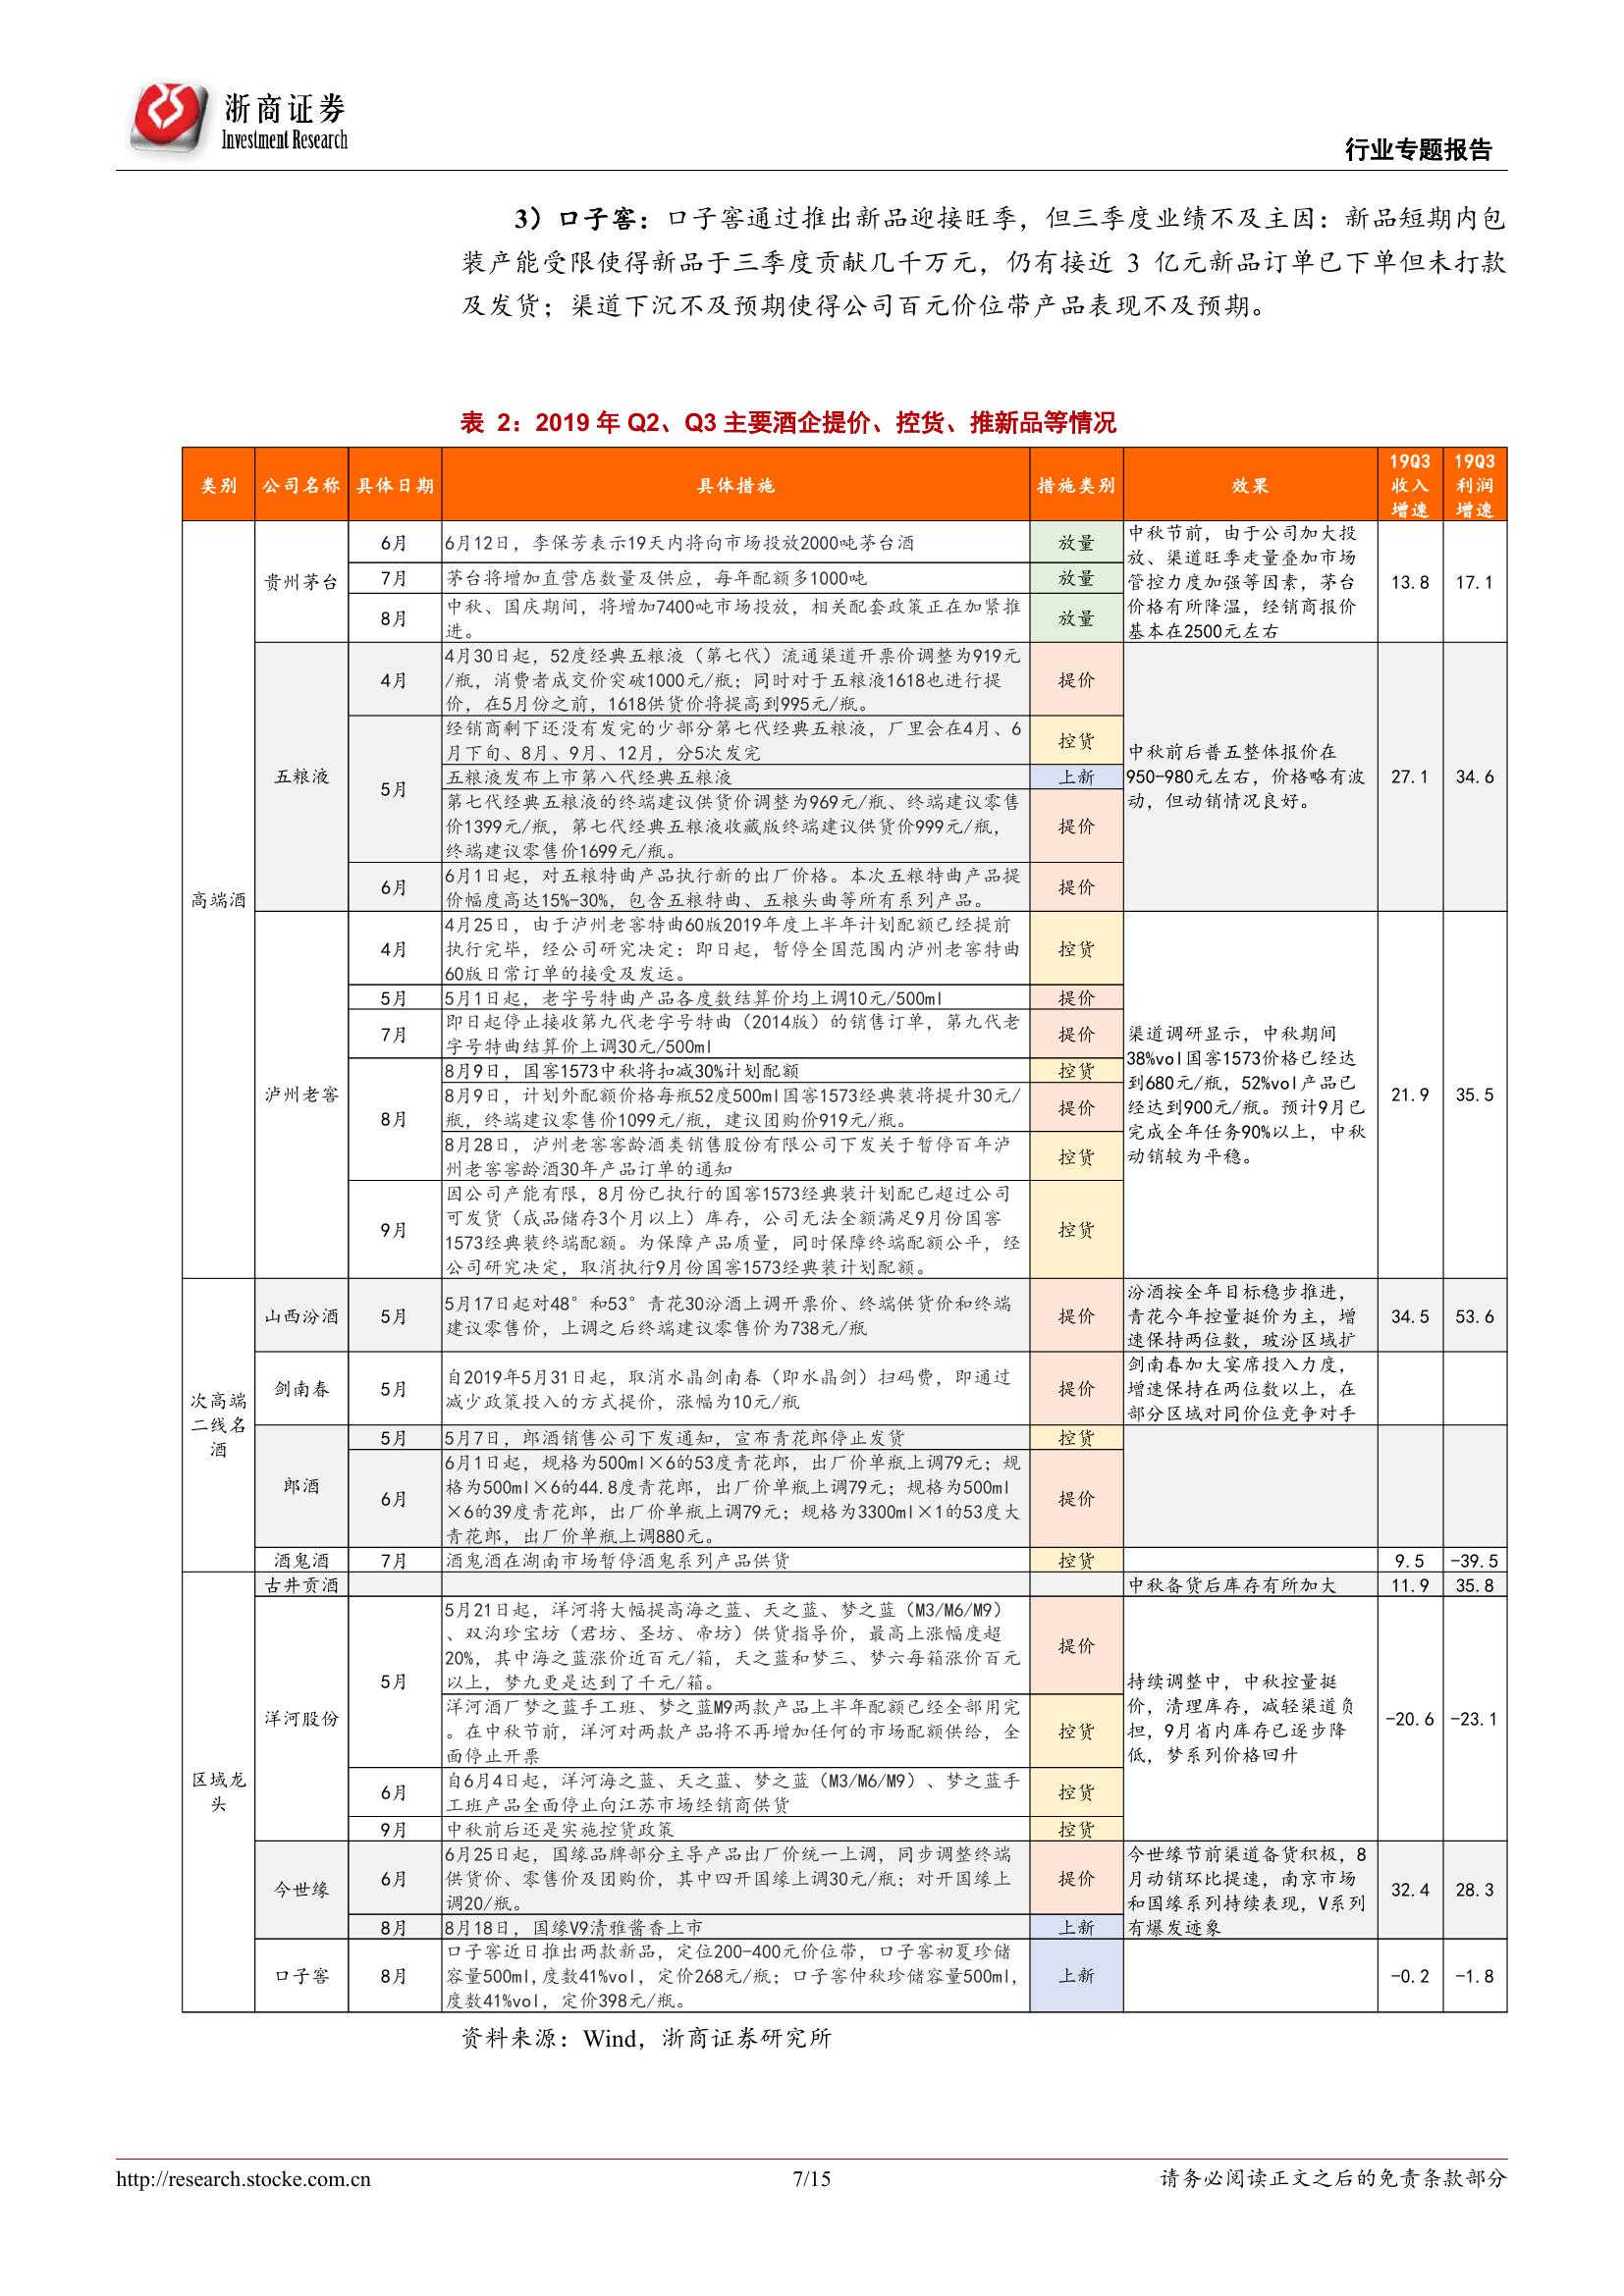 浙商证券
Investment Research
行业专题报告
3）口子窖：口子窖通过推出新品迎接旺季，但三季度业绩不及主因：新品短期内包
装产能受限使得新品于三季度贡献几千万元，仍有接近 3 亿元新品订单已下单但未打款
及发货；渠道下沉不及预期使得公司百元价位带产品表现不及预期。
表 2：2019 年 Q2、Q3 主要酒企提价、控货、推新品等情况
类别 公司名称 具体日期 具体措施 措施类别 效果 19Q3收入增速 19Q3利润增速
高端酒
贵州茅台
6月 6月12日，李保芳表示19天内将向市场投放2000吨茅台酒 放量
7月 茅台将增加直营店数量及供应，每年配额多1000吨 放量
8月 中秋、国庆期间，将增加7400吨市场投放，相关配套政策正在加紧推
进。 放量
中秋节前，由于公司加大投
放、渠道旺季走量叠加市场
管控力度加强等因素，茅台
价格有所降温，经销商报价
基本在2500元左右
13.8 17.1
五粮液
4月 4月30日起，52度经典五粮液（第七代）流通渠道开票价调整为919元
/瓶，消费者成交价突破1000元/瓶；同时对于五粮液1618也进行提
价，在5月份之前，1618供货价将提高到995元/瓶。 提价
5月 经销商剩下还没有发完的少部分第七代经典五粮液，厂里会在4月、6
月下旬、8月、9月、12月，分5次发完 控货
五粮液发布上市第八代经典五粮液 上新
第七代经典五粮液的终端建议供货价调整为969元/瓶、终端建议零售
价1399元/瓶，第七代经典五粮液收藏版终端建议供货价999元/瓶，
终端建议零售价1699元/瓶。 提价
6月 6月1日起，对五粮特曲产品执行新的出厂价格。本次五粮特曲产品提
价幅度高达15%-30%，包含五粮特曲、五粮头曲等所有系列产品。 提价
中秋前后普五整体报价在
950-980元左右，价格略有波
动，但动销情况良好。
27.1 34.6
泸州老窖
4月 4月25日，由于泸州老窖特曲60版2019年度上半年计划配额已经提前
执行完毕，经公司研究决定：即日起，暂停全国范围内泸州老窖特曲
60版日常订单的接受及发运。 控货
5月 5月1日起，老字号特曲产品各度数结算价均上调10元/500ml 提价
7月 即日起停止接收第九代老字号特曲（2014版）的销售订单，第九代老
字号特曲结算价上调30元/500ml 提价
8月 8月9日，国窖1573中秋将扣减30%计划配额 控货
8月9日，计划外配额价格每瓶52度500ml国窖1573经典装将提升30元/
瓶，终端建议零售价1099元/瓶，建议团购价919元/瓶。 提价
8月28日，泸州老窖窖龄酒类销售股份有限公司下发关于暂停百年泸
州老窖窖龄酒30年产品订单的通知 控货
9月 因公司产能有限，8月份已执行的国窖1573经典装计划配已超过公司
可发货（成品储存3个月以上）库存，公司无法全额满足9月份国窖
1573经典装终端配额。为保障产品质量，同时保障终端配额公平，经
公司研究决定，取消执行9月份国窖1573经典装计划配额。 控货
渠道调研显示，中秋期间
38%vol国窖1573价格已经达
到680元/瓶，52%vol产品已
经达到900元/瓶。预计9月已
完成全年任务90%以上，中秋
动销较为平稳。
21.9 35.5
次高端
二线名
酒
山西汾酒
5月 5月17日起对48°和53°青花30汾酒上调开票价、终端供货价和终端
建议零售价，上调之后终端建议零售价为738元/瓶 提价
汾酒按全年目标稳步推进，
青花今年控量挺价为主，增
速保持两位数，玻汾区域扩
34.5 53.6
剑南春
5月 自2019年5月31日起，取消水晶剑南春（即水晶剑）扫码费，即通过
减少政策投入的方式提价，涨幅为10元/瓶 提价
剑南春加大宴席投入力度，
增速保持在两位数以上，在
部分区域对同价位竞争对手
郎酒
5月 5月7日，郎酒销售公司下发通知，宣布青花郎停止发货 控货
6月 6月1日起，规格为500ml×6的53度青花郎，出厂价单瓶上调79元；规
格为500ml×6的44.8度青花郎，出厂价单瓶上调79元；规格为500ml
×6的39度青花郎，出厂价单瓶上调79元；规格为3300ml×1的53度大
青花郎，出厂价单瓶上调880元。 提价
酒鬼酒 7月 酒鬼酒在湖南市场暂停酒鬼系列产品供货 控货 9.5 -39.5
区域龙
头
古井贡酒 中秋备货后库存有所加大 11.9 35.8
洋河股份
5月 5月21日起，洋河将大幅提高海之蓝、天之蓝、梦之蓝（M3/M6/M9）
、双沟珍宝坊（君坊、圣坊、帝坊）供货指导价，最高上涨幅度超
20%，其中海之蓝涨价近百元/箱，天之蓝和梦三、梦六每箱涨价百元
以上，梦九更是达到了千元/箱。 提价
洋河酒厂梦之蓝手工班、梦之蓝M9两款产品上半年配额已经全部用完
。在中秋节前，洋河对两款产品将不再增加任何的市场配额供给，全
面停止开票 控货
6月 自6月4日起，洋河海之蓝、天之蓝、梦之蓝（M3/M6/M9）、梦之蓝手
工班产品全面停止向江苏市场经销商供货 控货
9月 中秋前后还是实施控货政策 控货
持续调整中，中秋控量挺
价，清理库存，减轻渠道负
担，9月省内库存已逐步降
低，梦系列价格回升
-20.6 -23.1
今世缘
6月 6月25日起，国缘品牌部分主导产品出厂价统一上调，同步调整终端
供货价、零售价及团购价，其中四开国缘上调30元/瓶；对开国缘上
调20/瓶。 提价
8月 8月18日，国缘V9清雅酱香上市 上新
今世缘节前渠道备货积极，8
月动销环比提速，南京市场
和国缘系列持续表现，V系列
有爆发迹象
32.4 28.3
口子窖
8月 口子窖近日推出两款新品，定位200-400元价位带，口子窖初夏珍储
容量500ml,度数41%vol，定价268元/瓶；口子窖仲秋珍储容量500ml,
度数41%vol，定价398元/瓶。 上新
-0.2 -1.8
资料来源：Wind，浙商证券研究所
http://research.stocke.com.cn 7/15 请务必阅读正文之后的免责条款部分